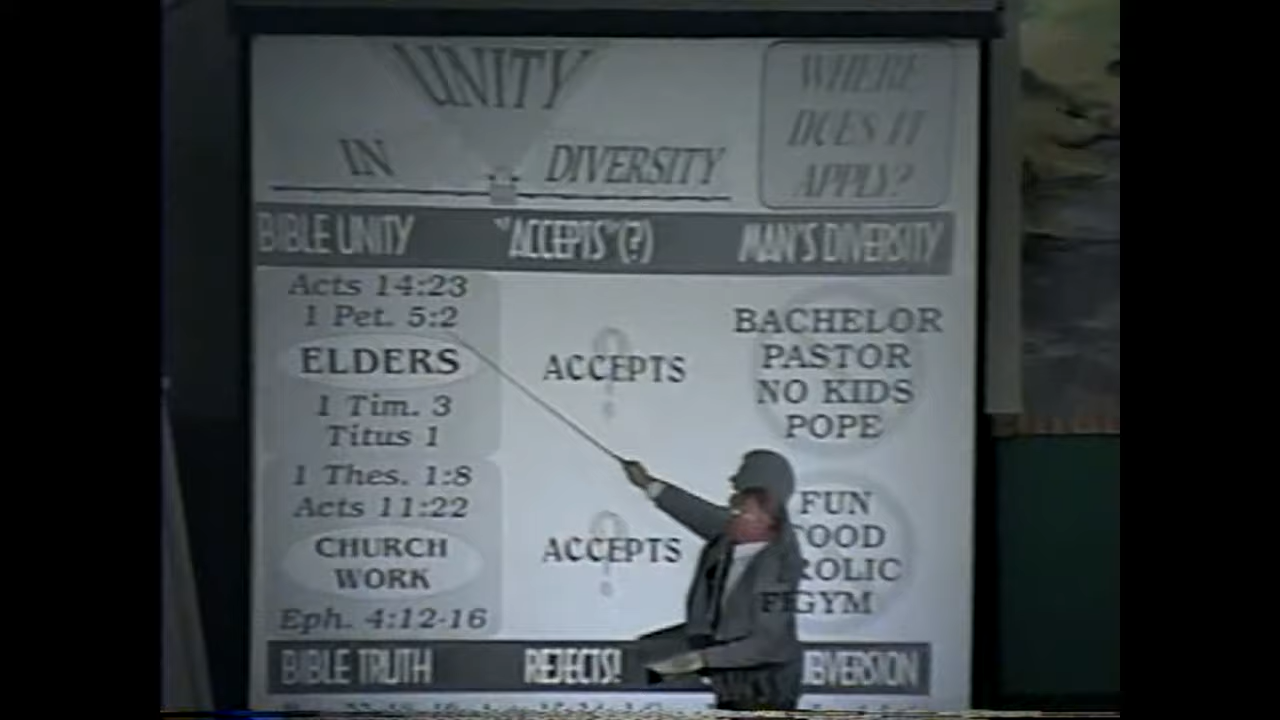 UNITY
IN DIVERSITY
WHERE
DOES IT
APPLY?
BIBLE UNITY "ACCEPTS"(?) MAN'S DIVERSITY
Acts 14:23
1 Pet. 5:2
ELDERS
1 Tim. 3
Titus 1
? ACCEPTS
BACHELOR
PASTOR
NO KIDS
POPE
1 Thes. 1:8
Acts 11:22
CHURCH
WORK
Eph. 4:12-16
? ACCEPTS
FUN
GYM
BIBLE TRUTH REJECTS!